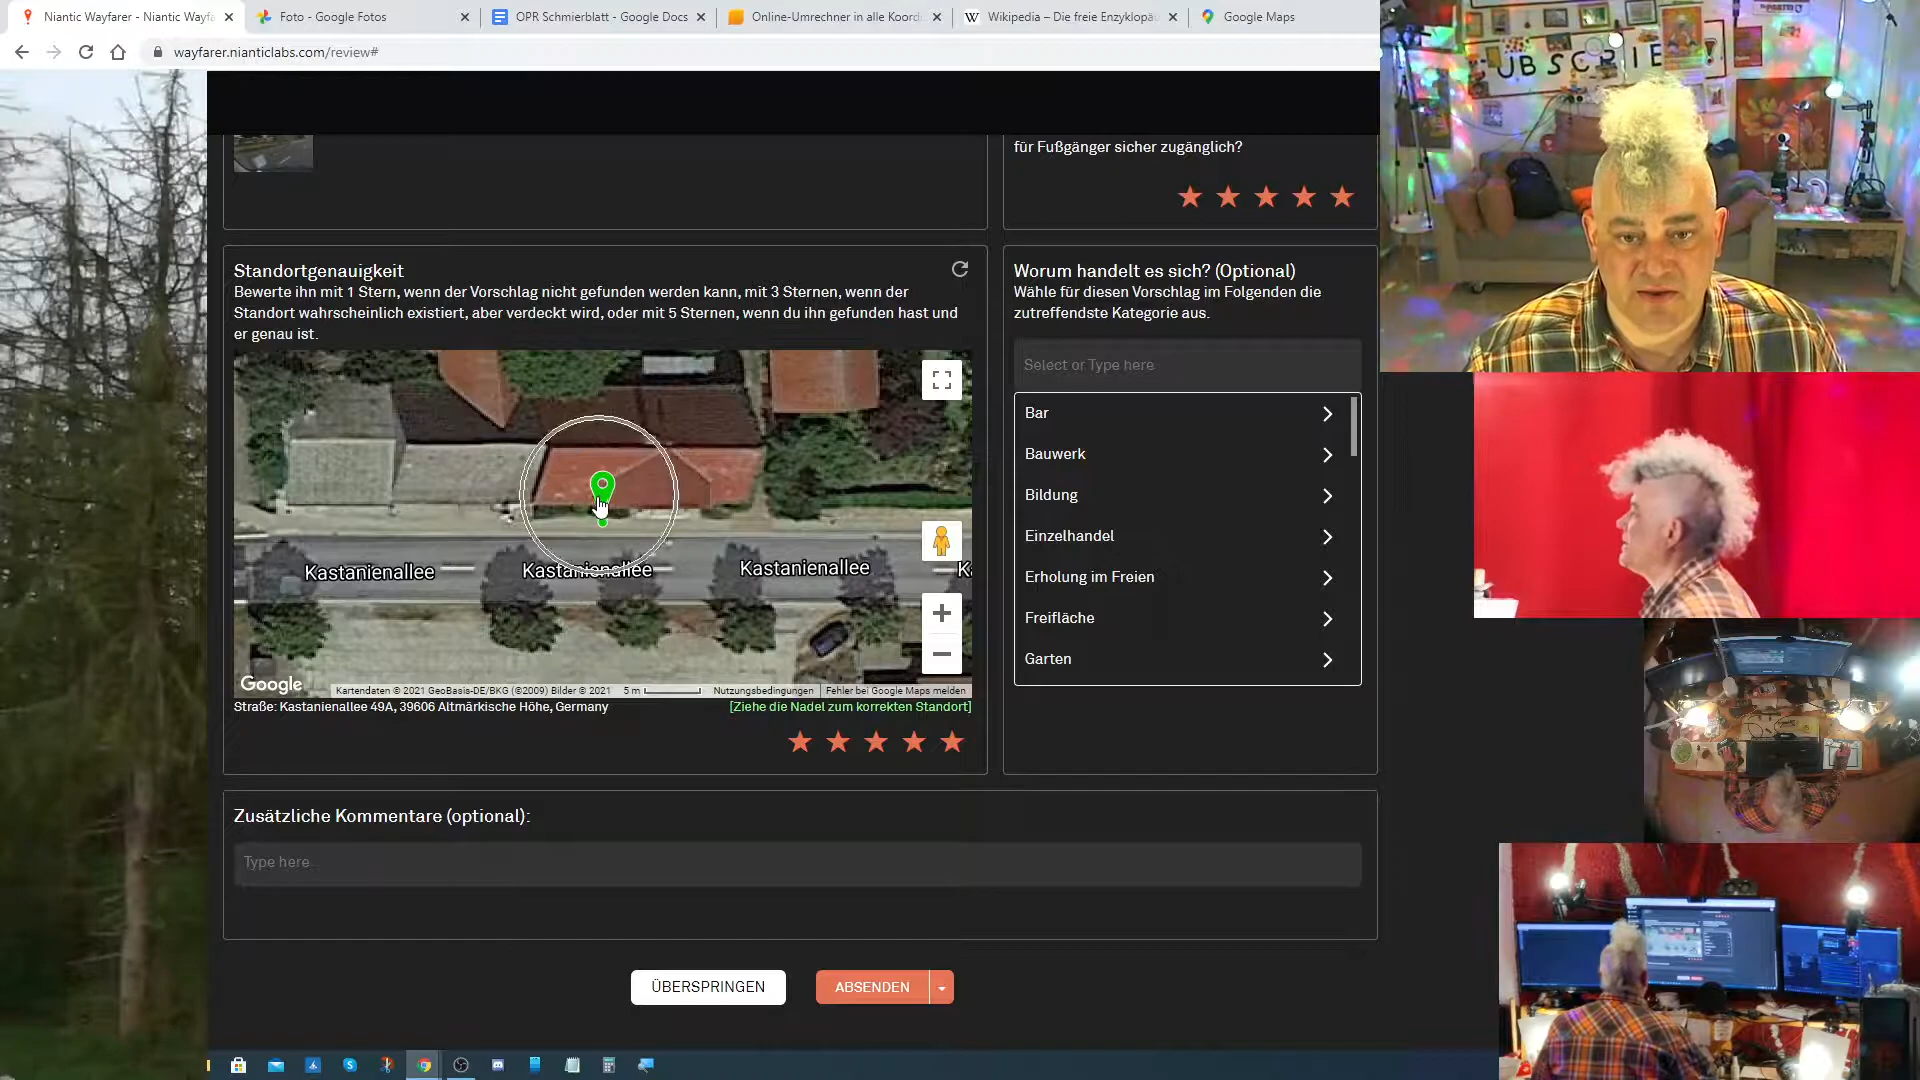 Niantic Wayfarer - Niantic Wayfa
Foto - Google Fotos
OPR Schmierblatt - Google Docs
Online-Umrechner in alle Koord
Wikipedia – Die freie Enzyklopä
Google Maps
wayfarer.nianticlabs.com/review#
UBSCRIBE
für Fußgänger sicher zugänglich?
Standortgenauigkeit
Bewerte ihn mit 1 Stern, wenn der Vorschlag nicht gefunden werden kann, mit 3 Sternen, wenn der
Standort wahrscheinlich existiert, aber verdeckt wird, oder mit 5 Sternen, wenn du ihn gefunden hast und
er genau ist.
Kastanienallee
Kastanienallee
Kastanienallee
Google
Kartendaten © 2021 GeoBasis-DE/BKG (©2009) Bilder © 2021
5 m
Nutzungsbedingungen
Fehler bei Google Maps melden
Straße: Kastanienallee 49A, 39606 Altmärkische Höhe, Germany
[Ziehe die Nadel zum korrekten Standort]
Worum handelt es sich? (Optional)
Wähle für diesen Vorschlag im Folgenden die
zutreffendste Kategorie aus.
Select or Type here
Bar
Bauwerk
Bildung
Einzelhandel
Erholung im Freien
Freifläche
Garten
Zusätzliche Kommentare (optional):
Type here
ÜBERSPRINGEN
ABSENDEN